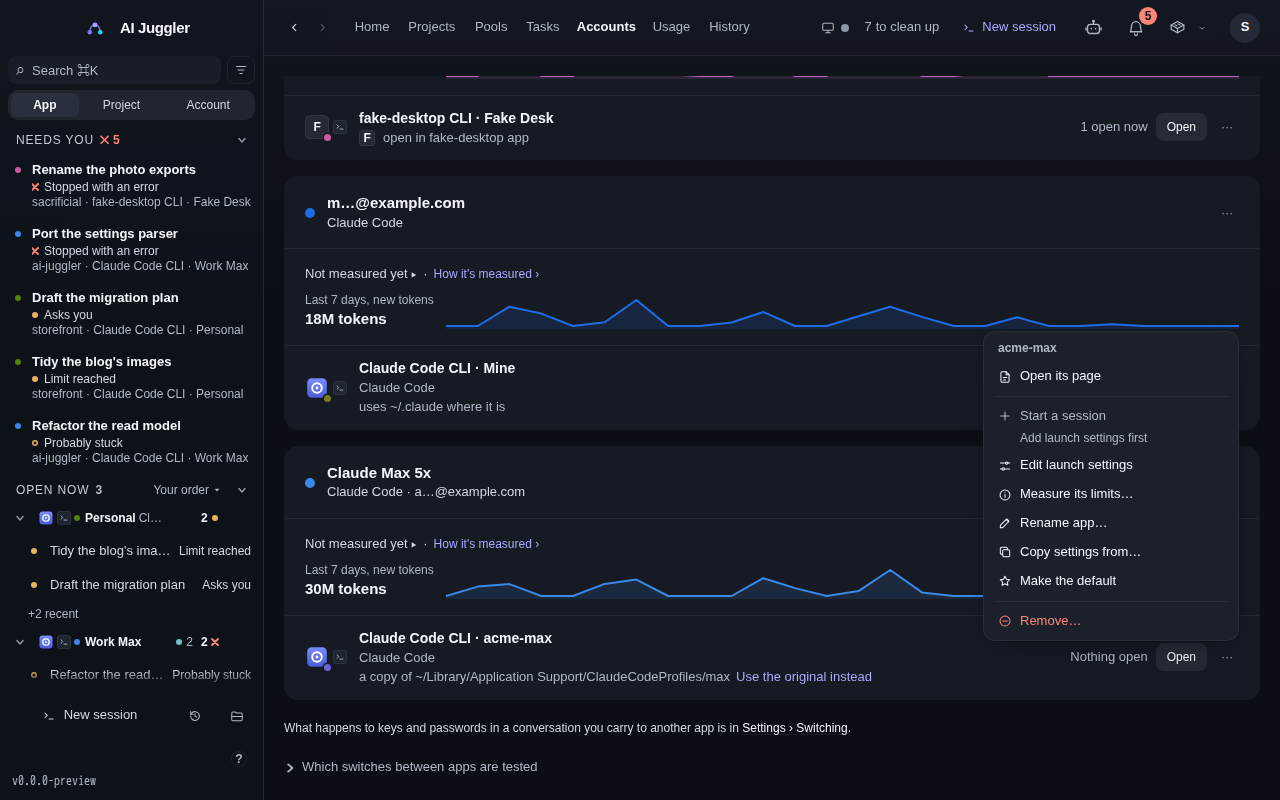 AI Juggler
Search ⌘K
App Project Account
NEEDS YOU 5
Rename the photo exports
Stopped with an error
sacrificial · fake-desktop CLI · Fake Desk
Port the settings parser
Stopped with an error
ai-juggler · Claude Code CLI · Work Max
Draft the migration plan
Asks you
storefront · Claude Code CLI · Personal
Tidy the blog's images
Limit reached
storefront · Claude Code CLI · Personal
Refactor the read model
Probably stuck
ai-juggler · Claude Code CLI · Work Max
OPEN NOW 3 Your order
Personal Cl… 2
Tidy the blog's ima… Limit reached
Draft the migration plan Asks you
+2 recent
Work Max 2 2
Refactor the read… Probably stuck
New session
?
v0.0.0-preview
Home Projects Pools Tasks Accounts Usage History 7 to clean up New session 5 S
F fake-desktop CLI · Fake Desk
F open in fake-desktop app
1 open now Open …
m…@example.com
Claude Code
…
Not measured yet ▸ · How it's measured ›
Last 7 days, new tokens
18M tokens
Claude Code CLI · Mine
Claude Code
uses ~/.claude where it is
Claude Max 5x
Claude Code · a…@example.com
Not measured yet ▸ · How it's measured ›
Last 7 days, new tokens
30M tokens
Claude Code CLI · acme-max
Claude Code
a copy of ~/Library/Application Support/ClaudeCodeProfiles/max Use the original instead
Nothing open Open …
acme-max
Open its page
Start a session
Add launch settings first
Edit launch settings
Measure its limits…
Rename app…
Copy settings from…
Make the default
Remove…
What happens to keys and passwords in a conversation you carry to another app is in Settings › Switching.
Which switches between apps are tested